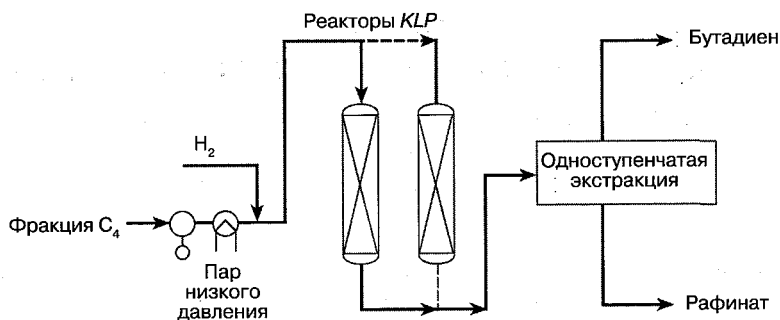 Реакторы KLP
Бутадиен
H₂
Одноступенчатая
экстракция
Фракция C₄
Пар
низкого
давления
Рафинат